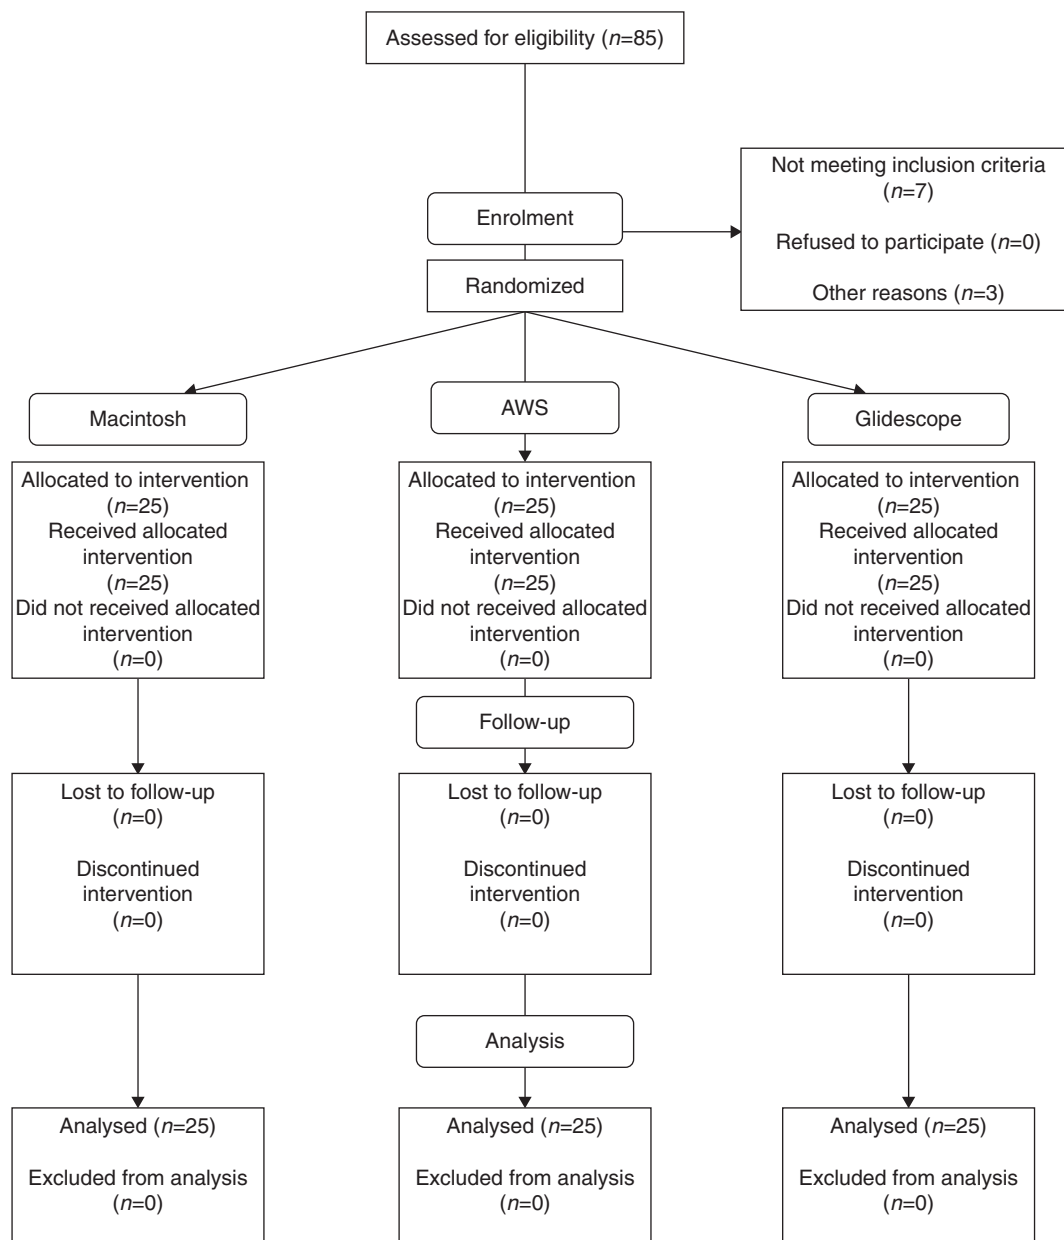 Assessed for eligibility (n=85)
Not meeting inclusion criteria
(n=7)
Refused to participate (n=0)
Other reasons (n=3)
Enrolment
Randomized
Macintosh
AWS
Glidescope
Allocated to intervention
(n=25)
Received allocated
intervention
(n=25)
Did not received allocated
intervention
(n=0)
Allocated to intervention
(n=25)
Received allocated
intervention
(n=25)
Did not received allocated
intervention
(n=0)
Allocated to intervention
(n=25)
Received allocated
intervention
(n=25)
Did not received allocated
intervention
(n=0)
Follow-up
Lost to follow-up
(n=0)
Discontinued
intervention
(n=0)
Lost to follow-up
(n=0)
Discontinued
intervention
(n=0)
Lost to follow-up
(n=0)
Discontinued
intervention
(n=0)
Analysis
Analysed (n=25)
Excluded from analysis
(n=0)
Analysed (n=25)
Excluded from analysis
(n=0)
Analysed (n=25)
Excluded from analysis
(n=0)